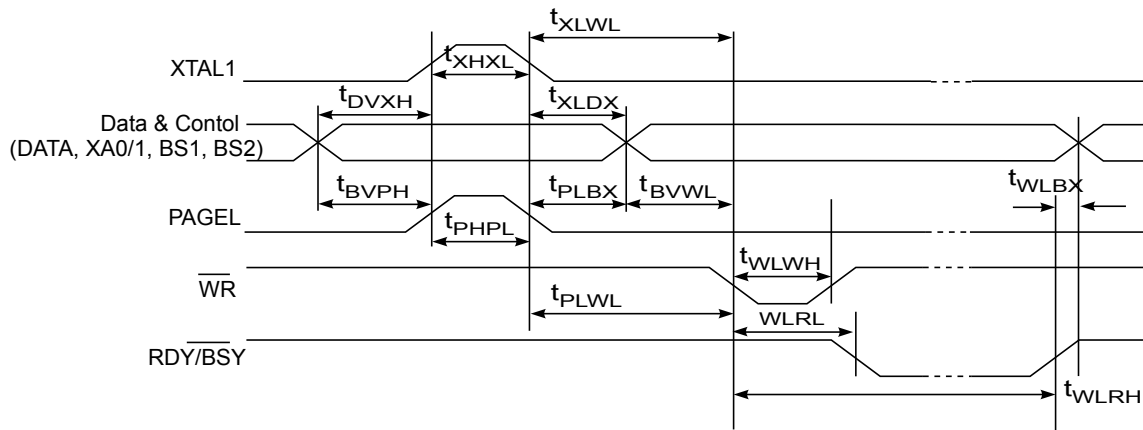 tXLWL
XTAL1
tXHXL
tDVXH
tXLDX
Data & Contol
(DATA, XA0/1, BS1, BS2)
tBVPH
tPLBX
tBVWL
tWLBX
PAGEL
tPHPL
tWLWH
WR
tPLWL
WLRL
RDY/BSY
tWLRH